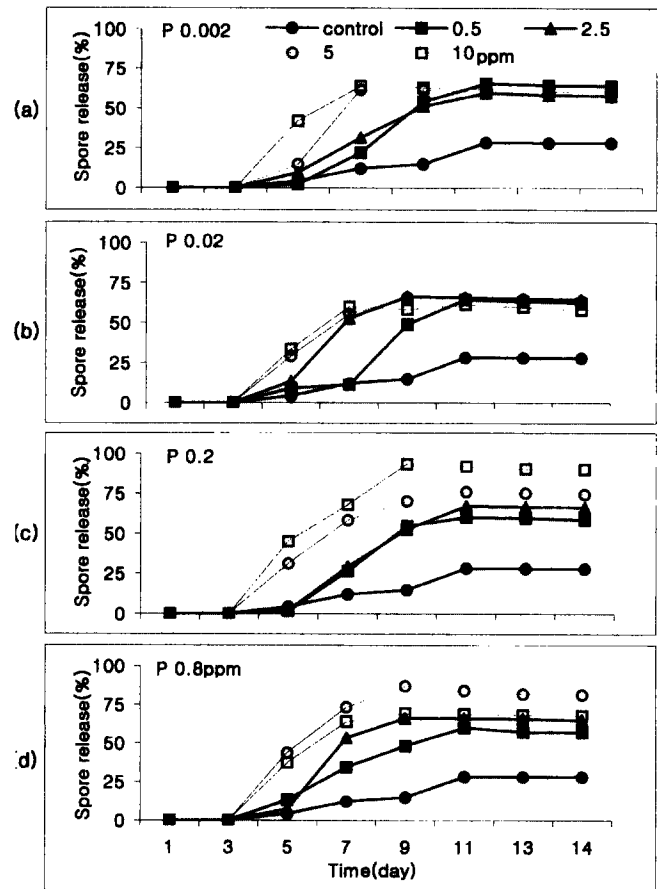 P 0.002
control
0.5
2.5
5
10ppm
(a)
Spore release(%)
100
75
50
25
0
P 0.02
(b)
Spore release(%)
100
75
50
25
0
P 0.2
(c)
Spore release(%)
100
75
50
25
0
P 0.8ppm
(d)
Spore release(%)
100
75
50
25
0
1 3 5 7 9 11 13 14
Time(day)